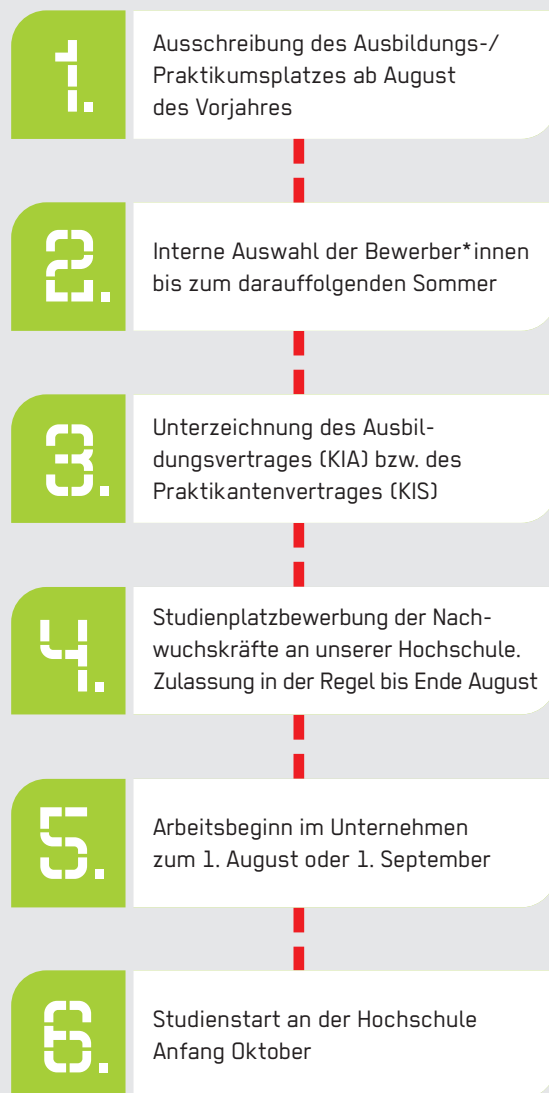 1.
Ausschreibung des Ausbildungs-/
Praktikumsplatzes ab August
des Vorjahres
2.
Interne Auswahl der Bewerber*innen
bis zum darauffolgenden Sommer
3.
Unterzeichnung des Ausbil-
dungsvertrages (KIA) bzw. des
Praktikantenvertrages (KIS)
4.
Studienplatzbewerbung der Nach-
wuchskräfte an unserer Hochschule.
Zulassung in der Regel bis Ende August
5.
Arbeitsbeginn im Unternehmen
zum 1. August oder 1. September
6.
Studienstart an der Hochschule
Anfang Oktober